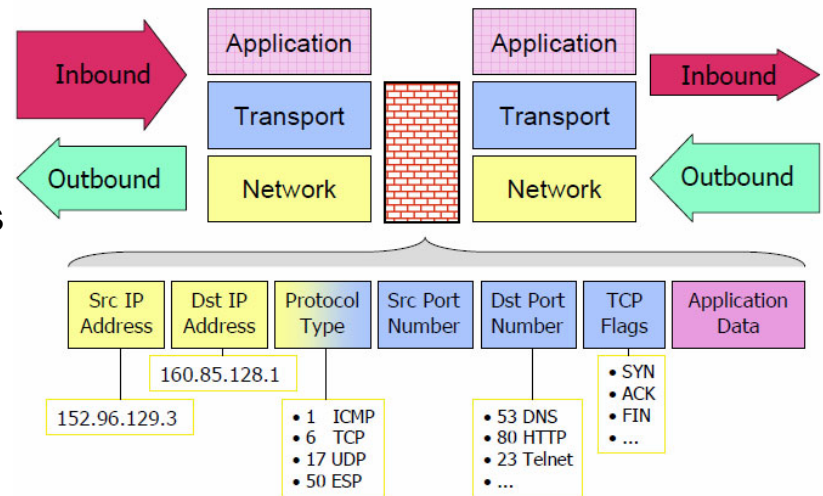 Application
Application
Inbound
Inbound
Transport
Transport
Outbound
Network
Network
Outbound
s
Src IP
Address
Dst IP
Address
Protocol
Type
Src Port
Number
Dst Port
Number
TCP
Flags
Application
Data
160.85.128.1
152.96.129.3
• 1 ICMP
• 6 TCP
• 17 UDP
• 50 ESP
• 53 DNS
• 80 HTTP
• 23 Telnet
• ...
• SYN
• ACK
• FIN
• ...